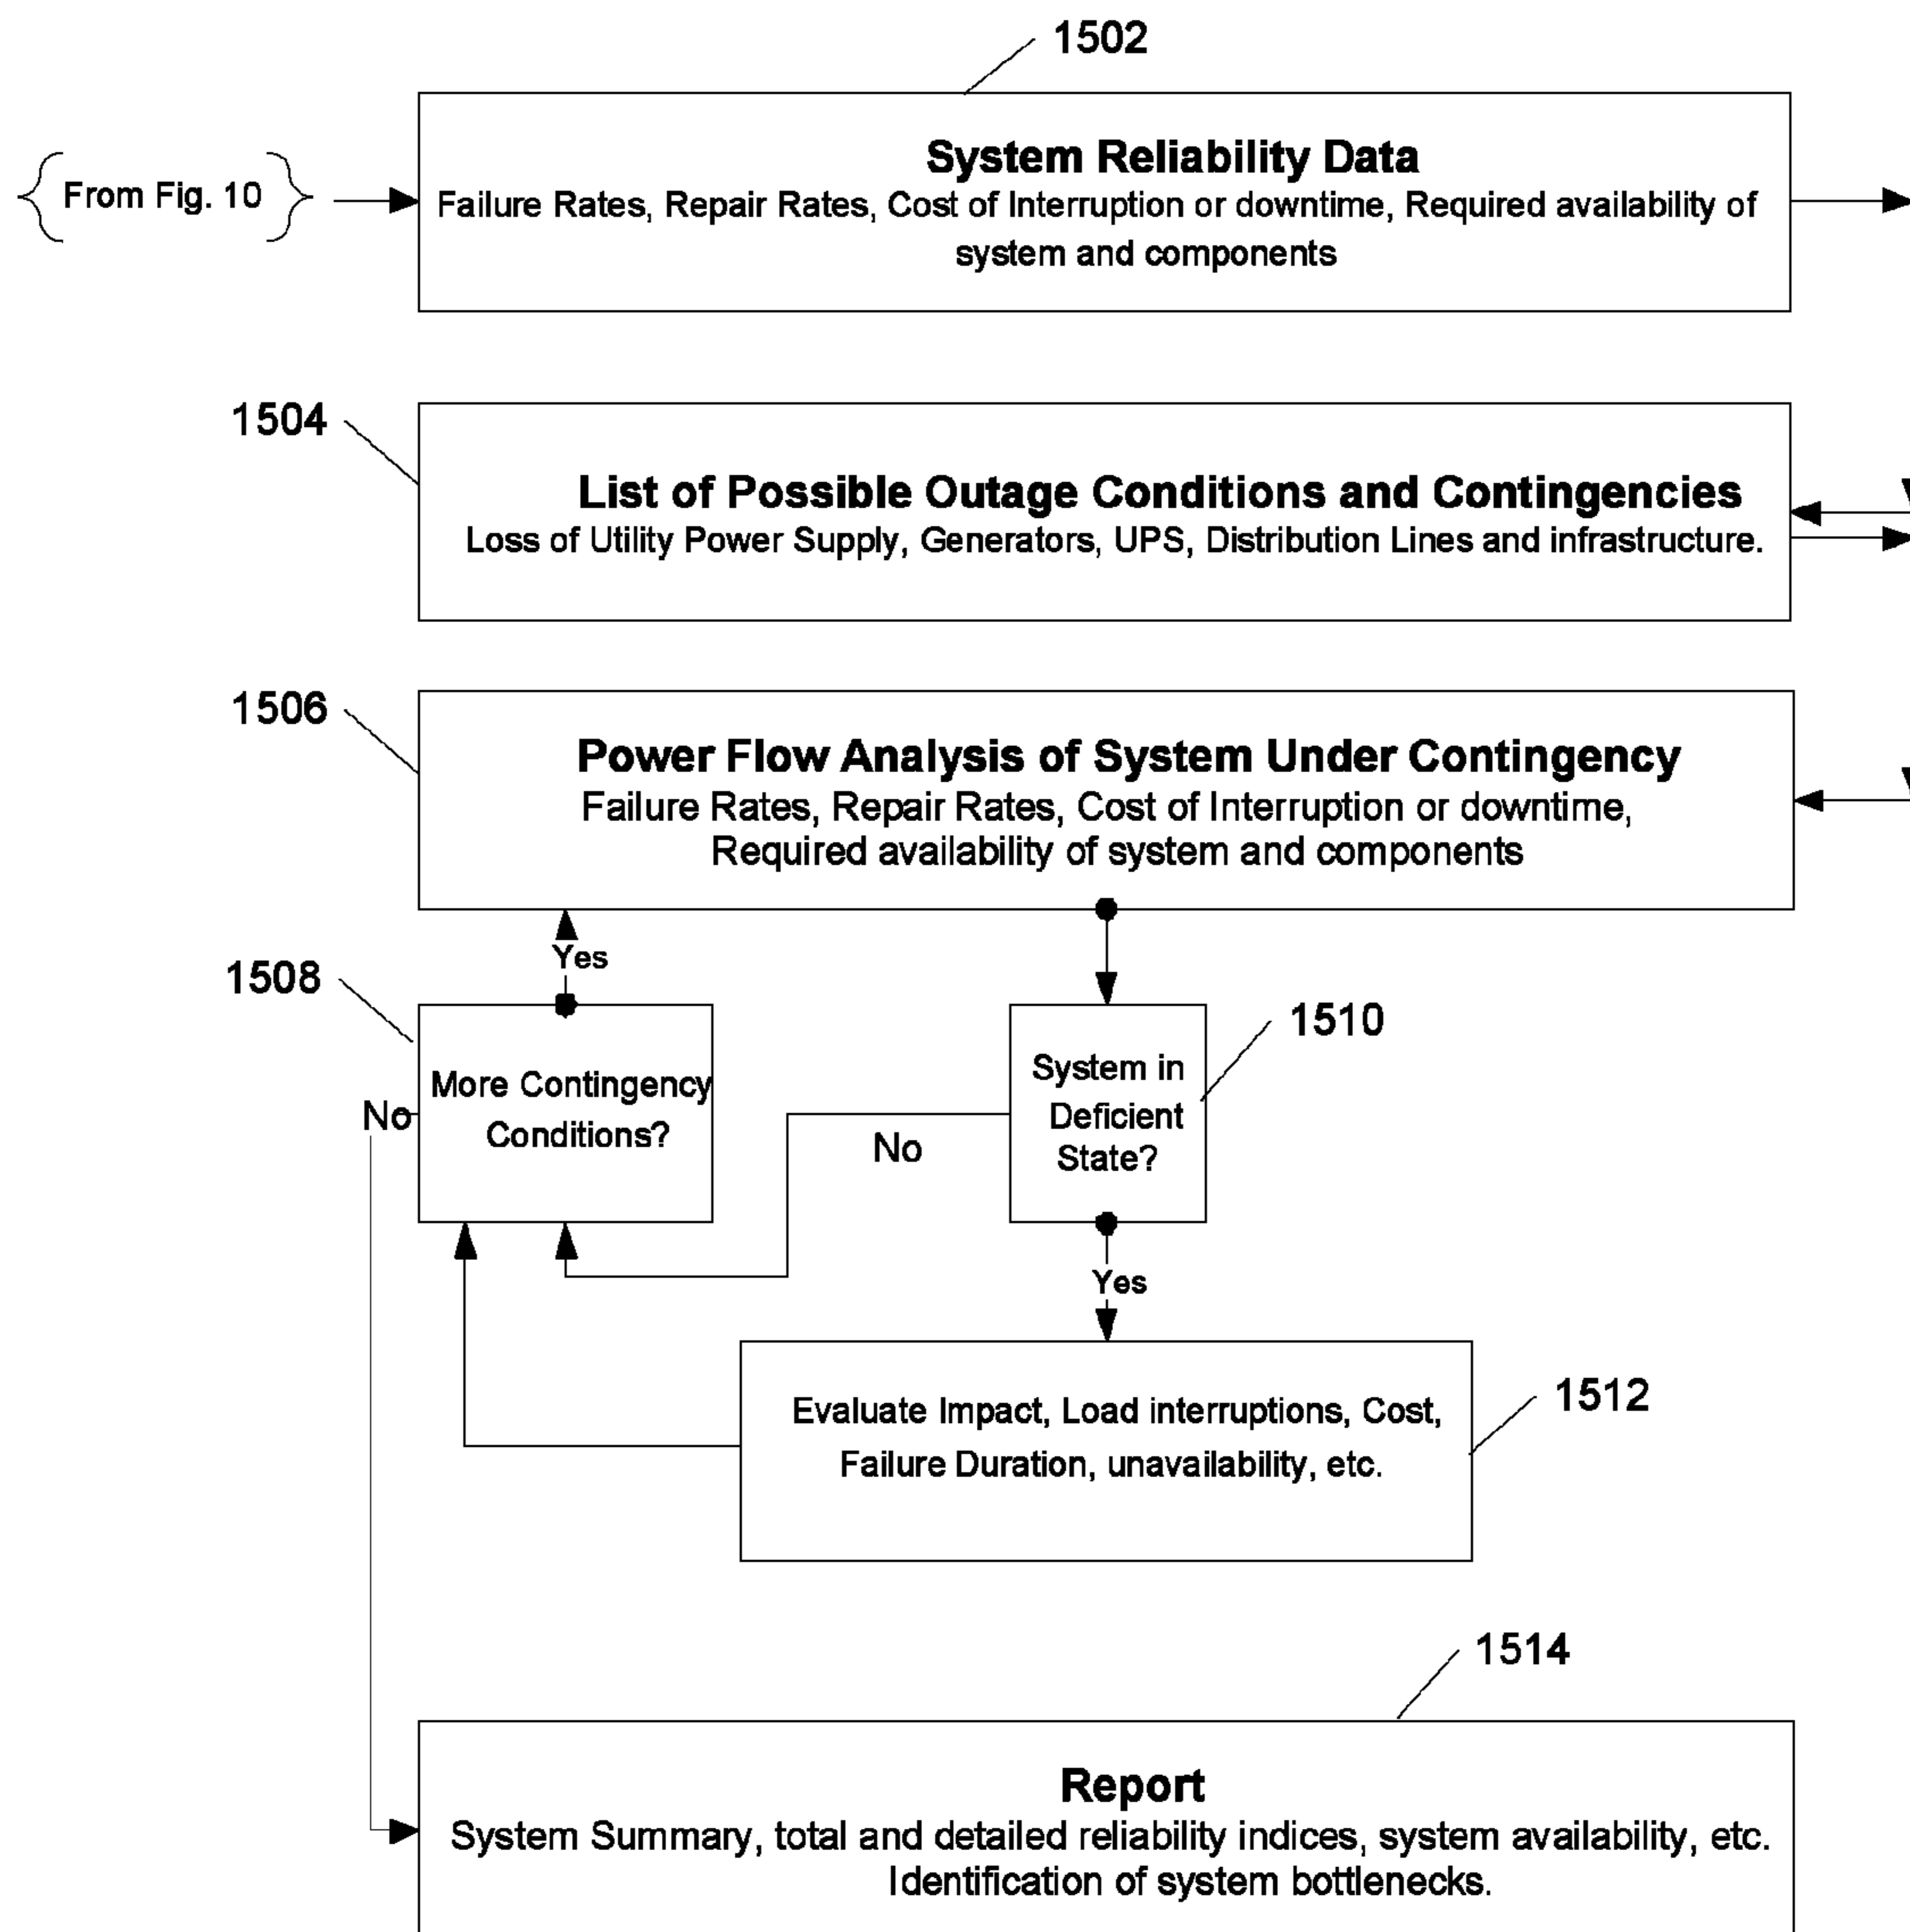 1502
From Fig. 10
System Reliability Data
Failure Rates, Repair Rates, Cost of Interruption or downtime, Required availability of
system and components
1504
List of Possible Outage Conditions and Contingencies
Loss of Utility Power Supply, Generators, UPS, Distribution Lines and infrastructure.
1506
Power Flow Analysis of System Under Contingency
Failure Rates, Repair Rates, Cost of Interruption or downtime,
Required availability of system and components
Yes
1508
More Contingency
Conditions?
No
1510
System in
Deficient
State?
No
Yes
1512
Evaluate Impact, Load interruptions, Cost,
Failure Duration, unavailability, etc.
1514
Report
System Summary, total and detailed reliability indices, system availability, etc.
Identification of system bottlenecks.